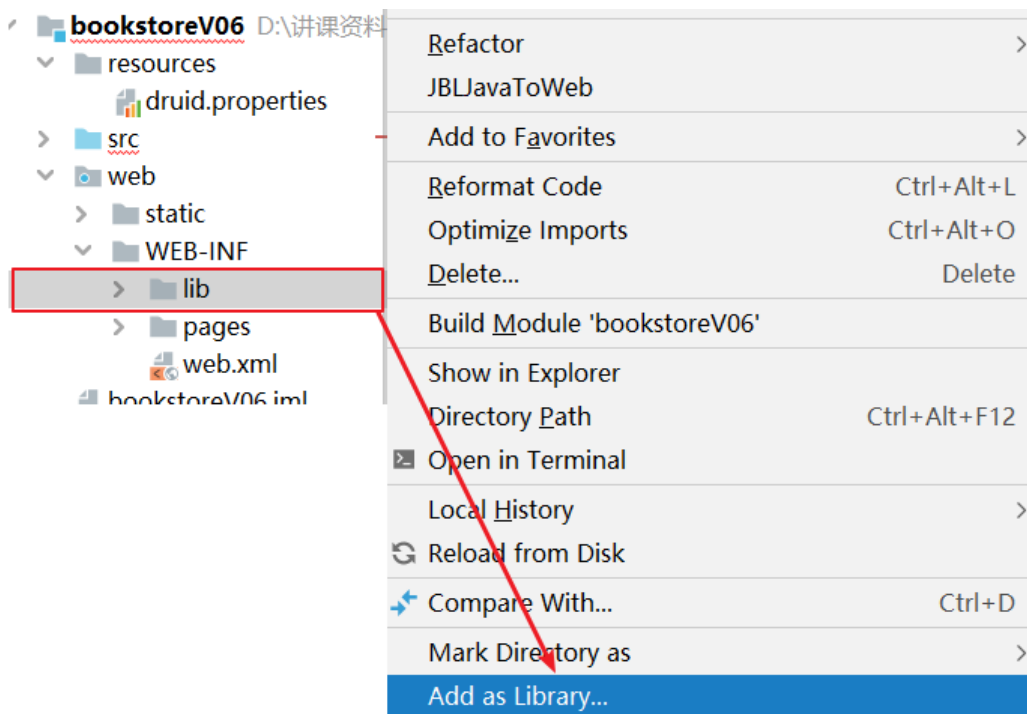 bookstoreV06 D:\讲课资料
resources
druid.properties
src
web
static
WEB-INF
lib
pages
web.xml
bookstoreV06.iml
Refactor
JBLJavaToWeb
Add to Favorites
Reformat Code Ctrl+Alt+L
Optimize Imports Ctrl+Alt+O
Delete... Delete
Build Module 'bookstoreV06'
Show in Explorer
Directory Path Ctrl+Alt+F12
Open in Terminal
Local History
Reload from Disk
Compare With... Ctrl+D
Mark Directory as
Add as Library...